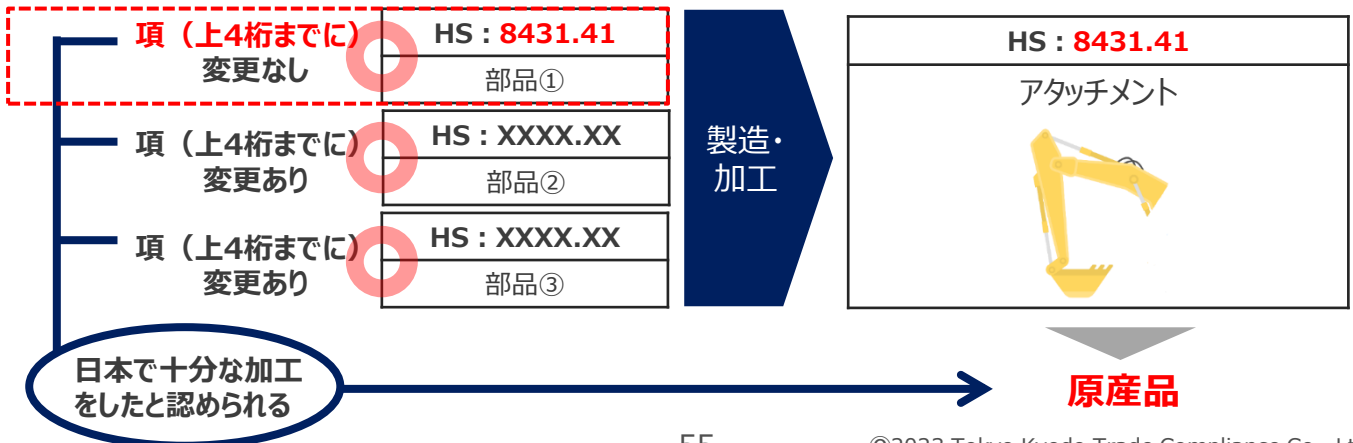 項（上4桁までに）
変更なし
HS：8431.41
部品①
項（上4桁までに）
変更あり
HS：XXXX.XX
部品②
項（上4桁までに）
変更あり
HS：XXXX.XX
部品③
製造・
加工
HS：8431.41
アタッチメント
日本で十分な加工
をしたと認められる
原産品